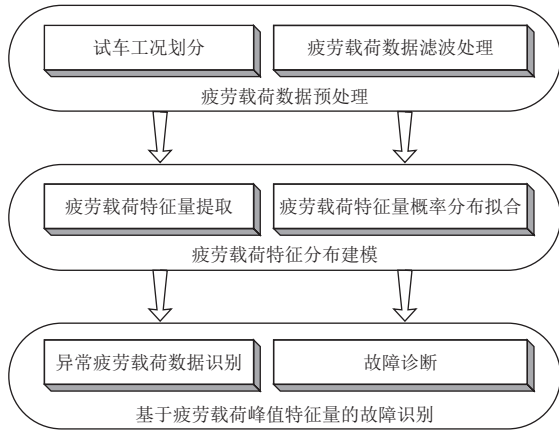 试车工况划分
疲劳载荷数据滤波处理
疲劳载荷数据预处理
疲劳载荷特征量提取
疲劳载荷特征量概率分布拟合
疲劳载荷特征分布建模
异常疲劳载荷数据识别
故障诊断
基于疲劳载荷峰值特征量的故障识别